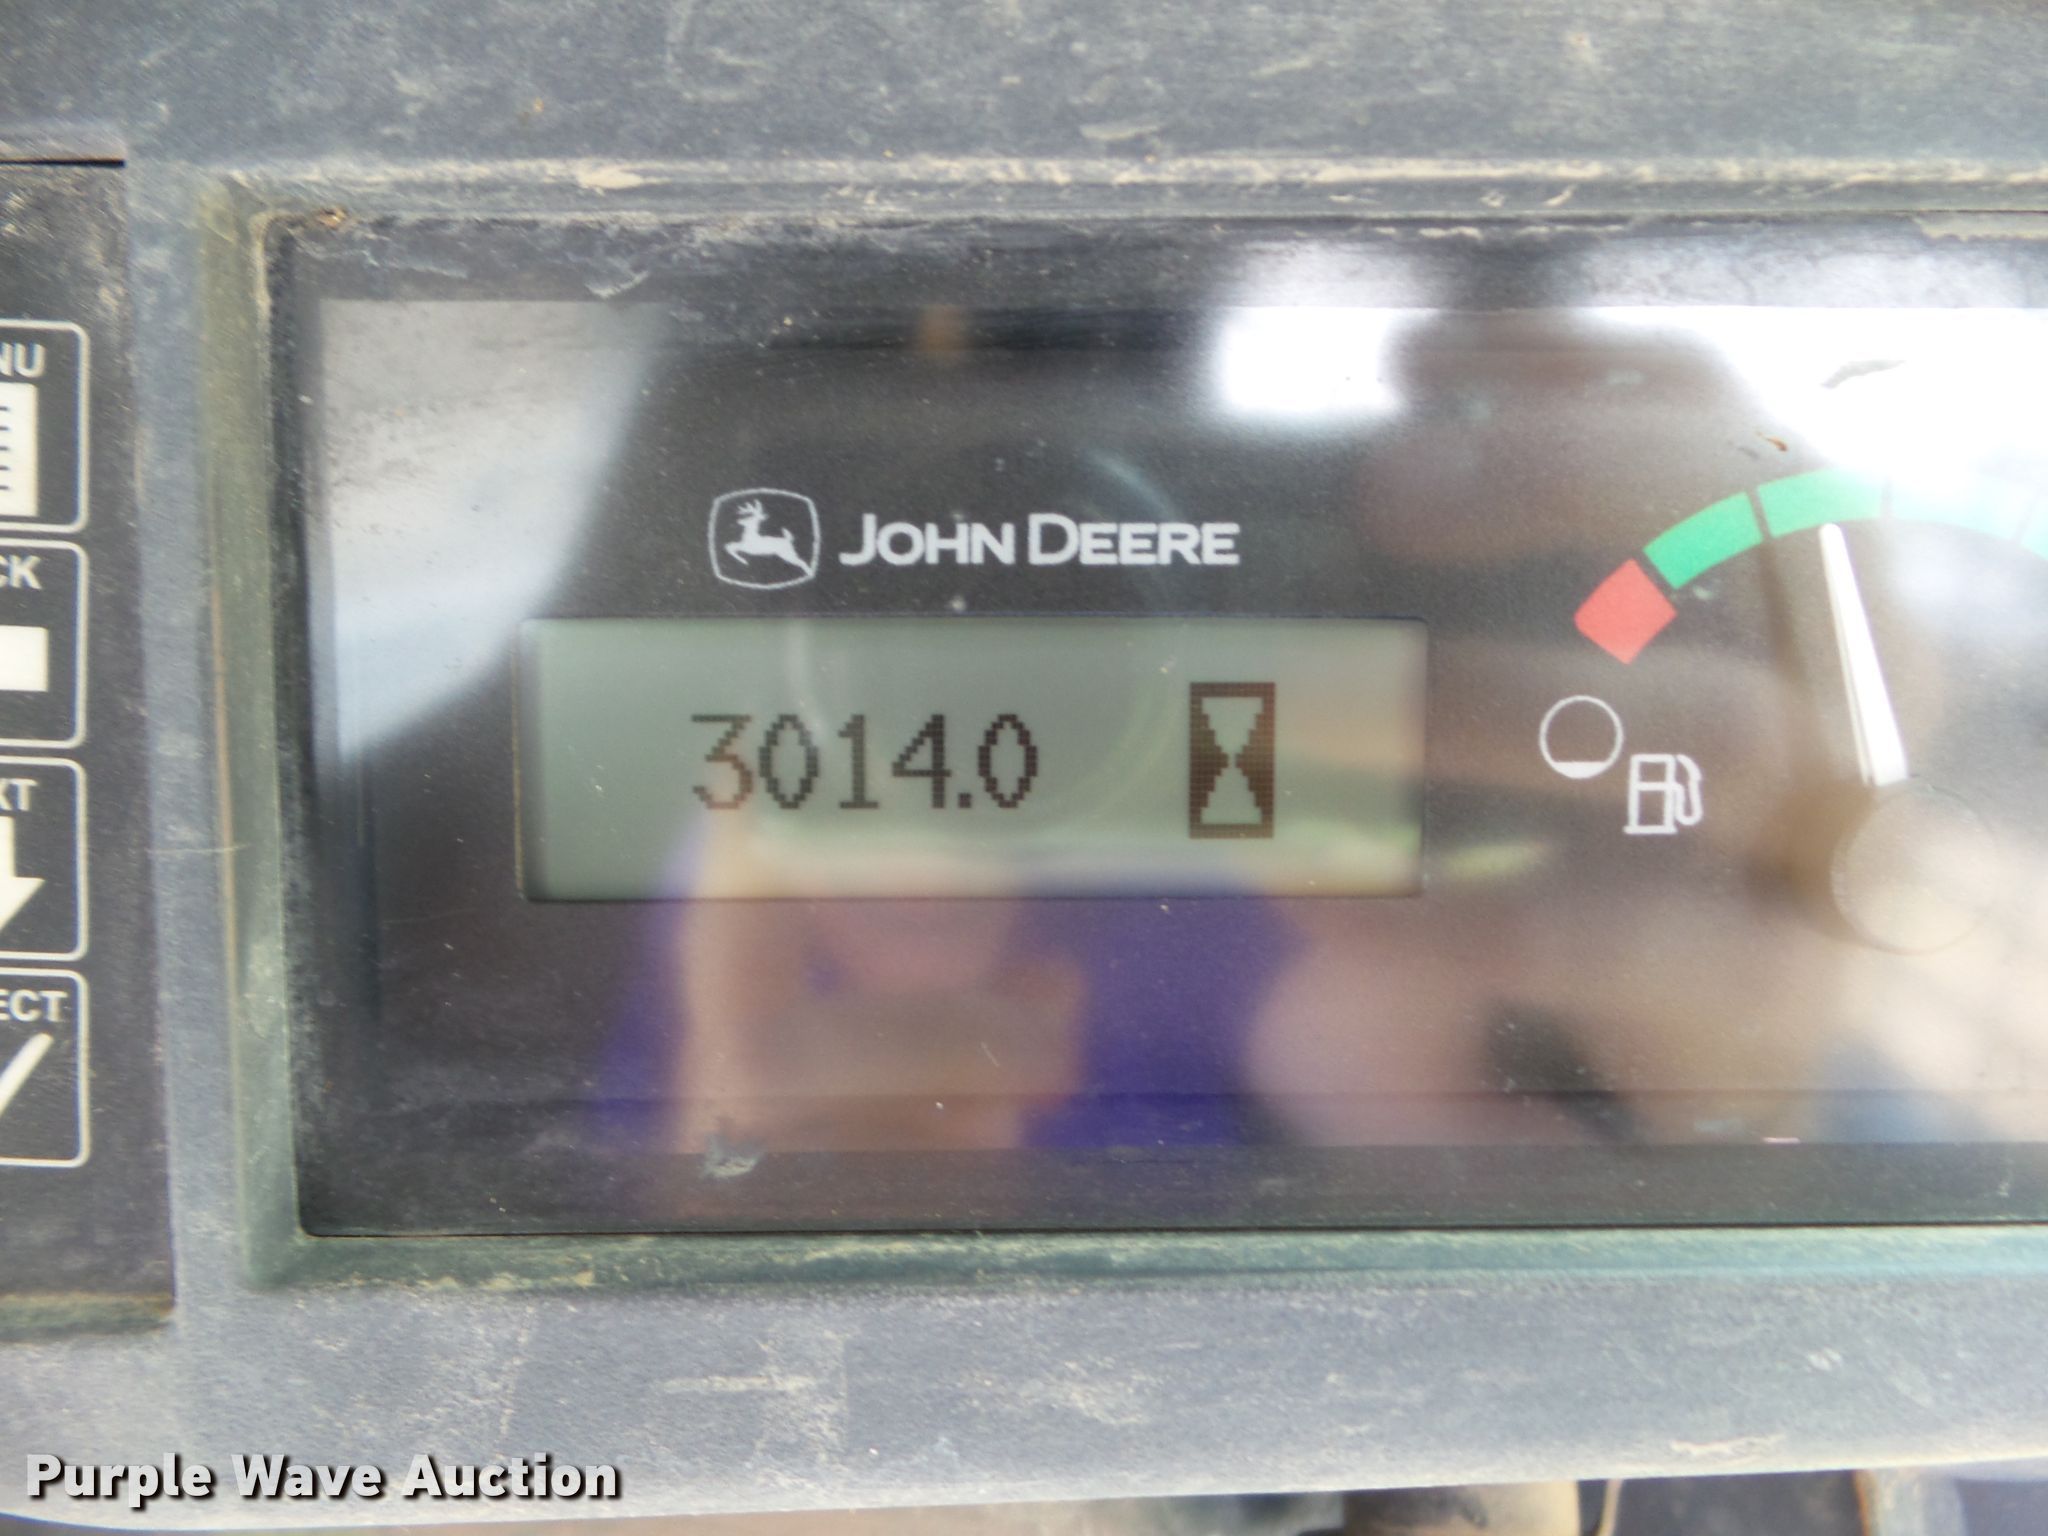 NU
CK
XT
ECT
JOHN DEERE
3014.0
Purple Wave Auction